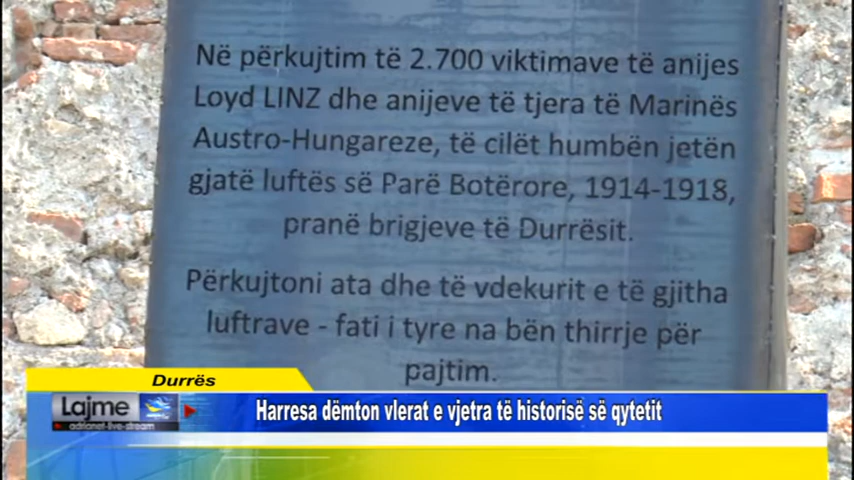 Në përkujtim të 2.700 viktimave të anijes
Loyd LINZ dhe anijeve të tjera të Marinës
Austro-Hungareze, të cilët humbën jetën
gjatë luftës së Parë Botërore, 1914-1918,
pranë brigjeve të Durrësit.
Përkujtoni ata dhe të vdekurit e të gjitha
luftrave - fati i tyre na bën thirrje për
pajtim.
Durrës
Lajme
adrianet-live-stream
Harresa dëmton vlerat e vjetra të historisë së qytetit